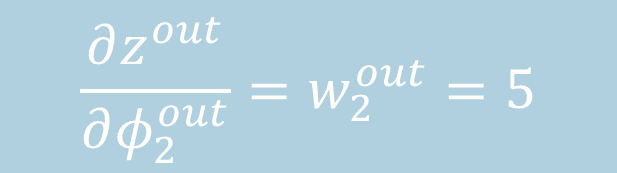 ∂z^{out}/∂ϕ_2^{out} = w_2^{out} = 5